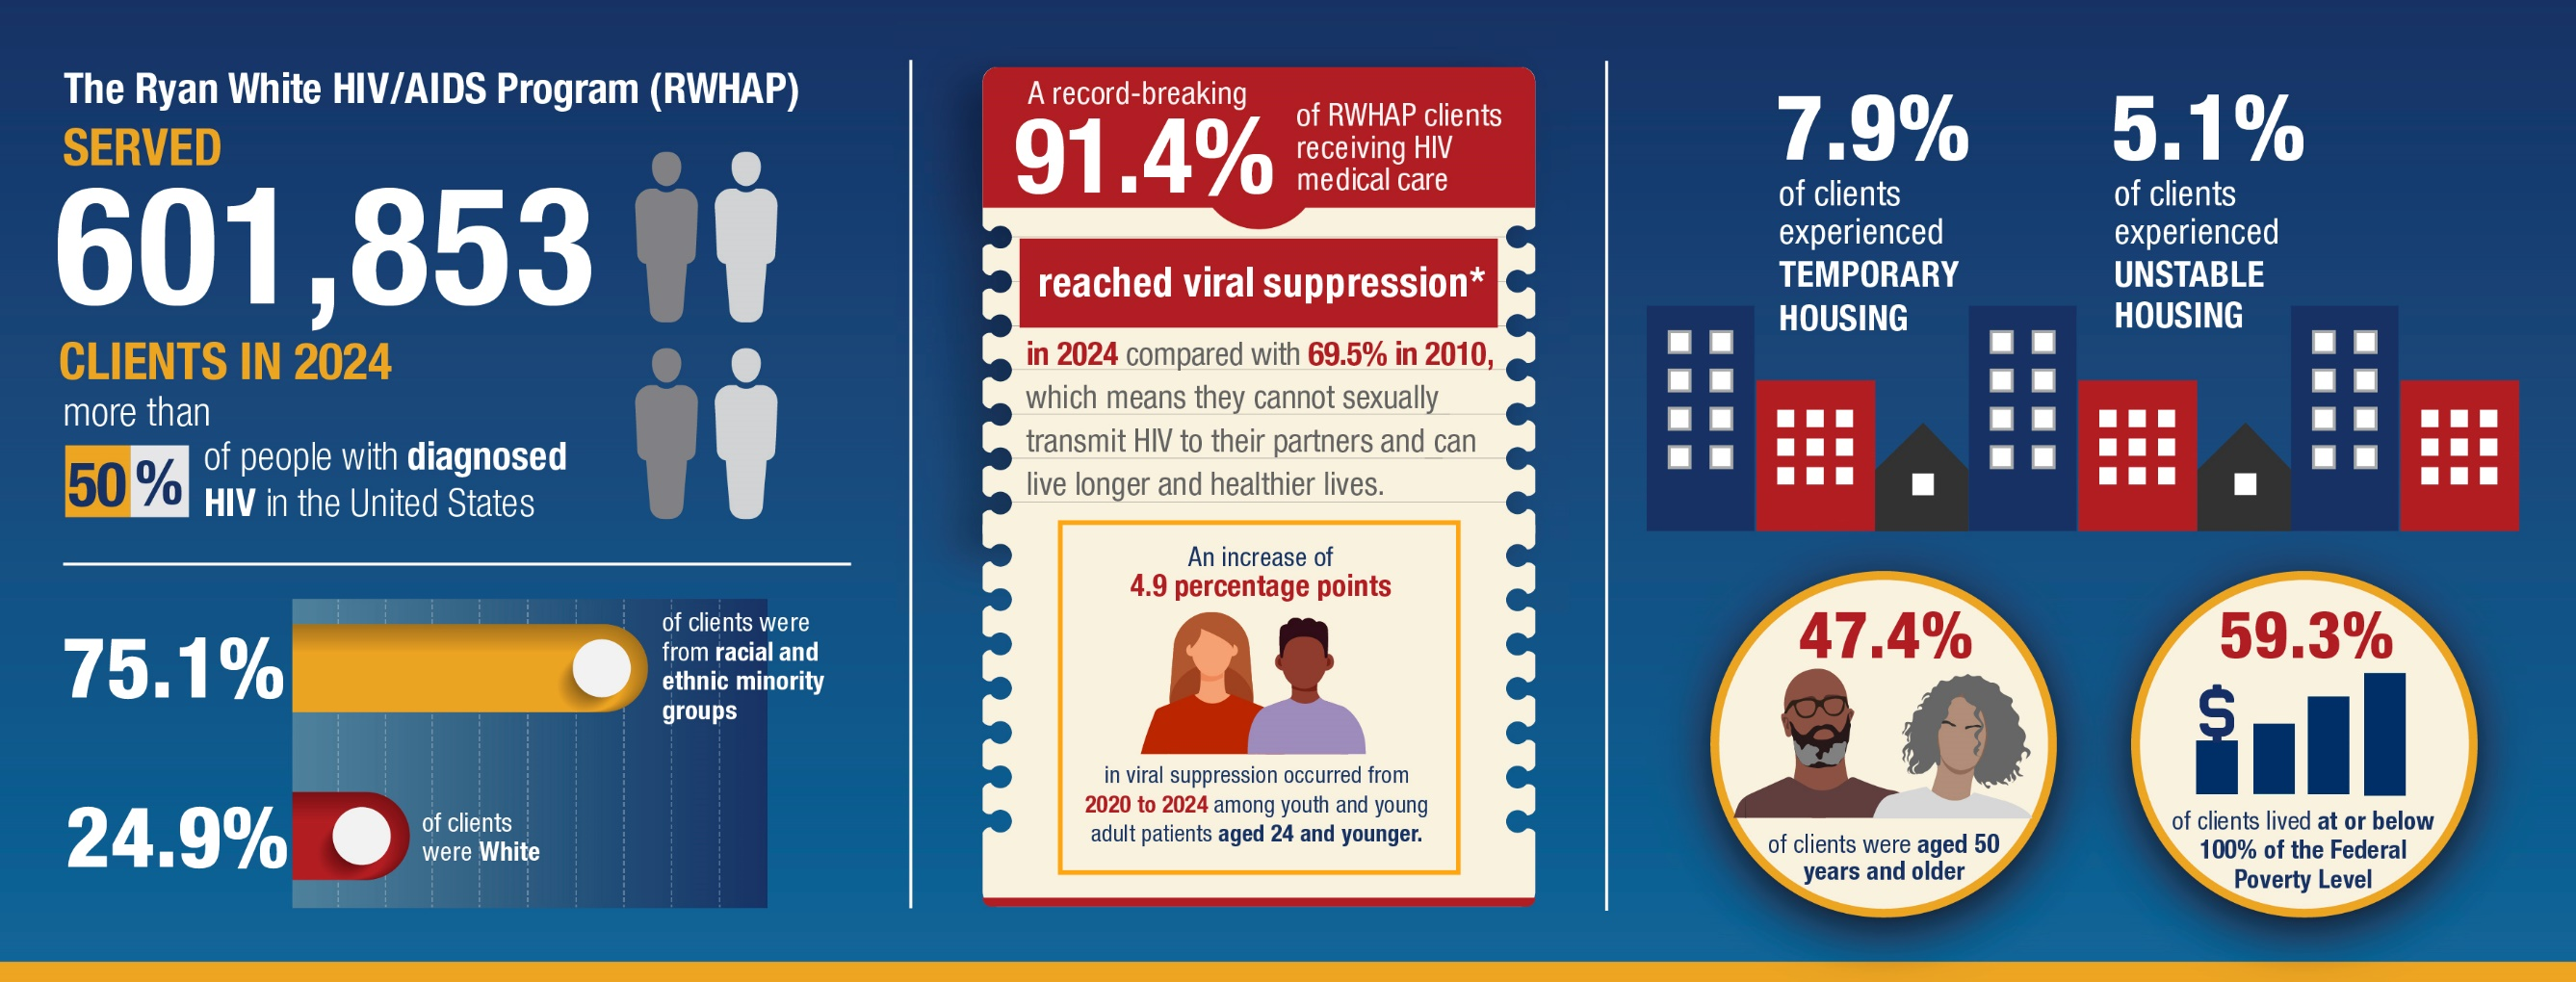 The Ryan White HIV/AIDS Program (RWHAP)
SERVED
601,853
CLIENTS IN 2024
more than
50%
of people with diagnosed
HIV in the United States
75.1%
of clients were
from racial and
ethnic minority
groups
24.9%
of clients
were White
A record-breaking
91.4%
of RWHAP clients
receiving HIV
medical care
reached viral suppression*
in 2024 compared with 69.5% in 2010,
which means they cannot sexually
transmit HIV to their partners and can
live longer and healthier lives.
An increase of
4.9 percentage points
in viral suppression occurred from
2020 to 2024 among youth and young
adult patients aged 24 and younger.
7.9%
of clients
experienced
TEMPORARY
HOUSING
5.1%
of clients
experienced
UNSTABLE
HOUSING
47.4%
of clients were aged 50
years and older
59.3%
$
of clients lived at or below
100% of the Federal
Poverty Level